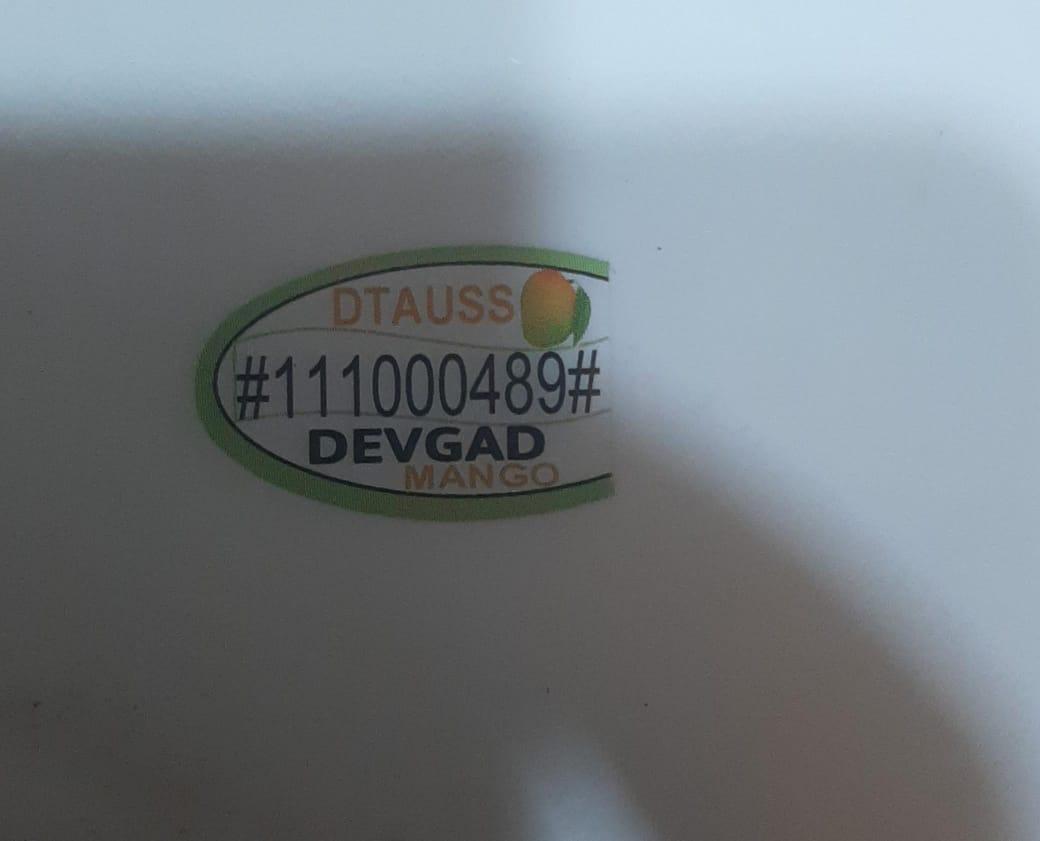 DTAUSS
#111000489#
DEVGAD
MANGO